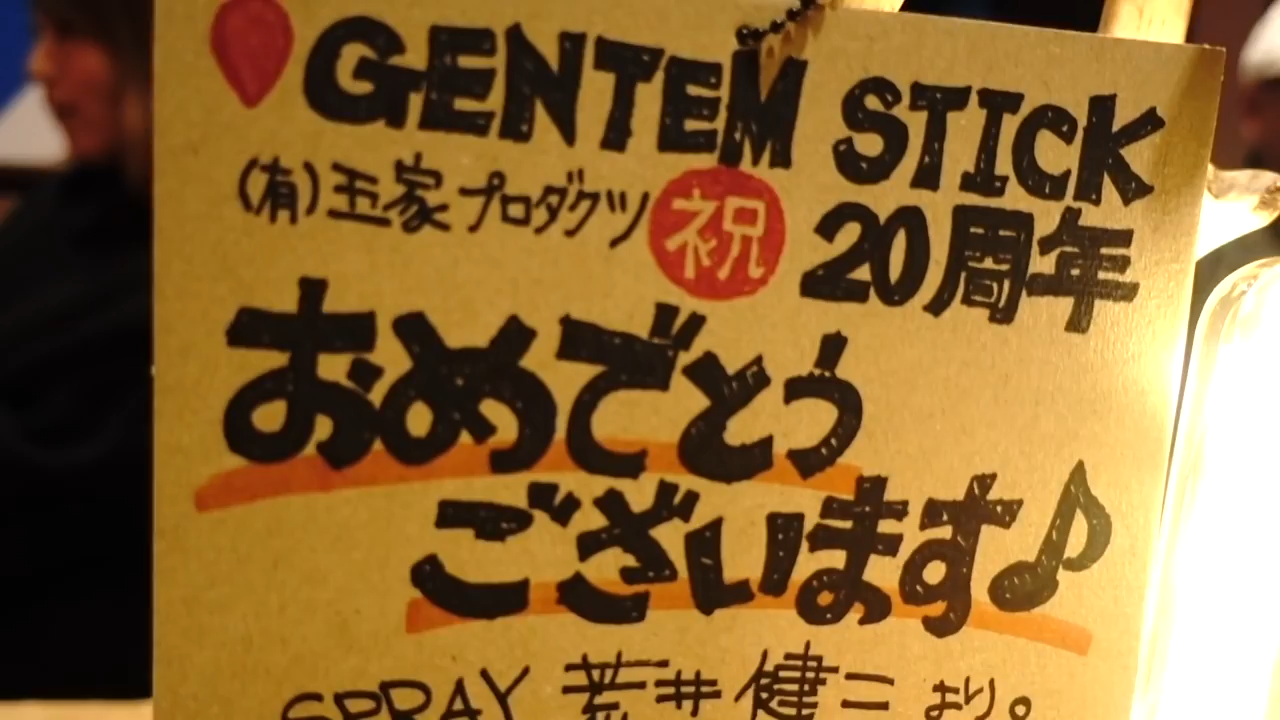 GENTEM STICK
(有)玉家プロダクツ 祝 20周年
おめでとう
ございます♪
SPRAY 荒井健二より。